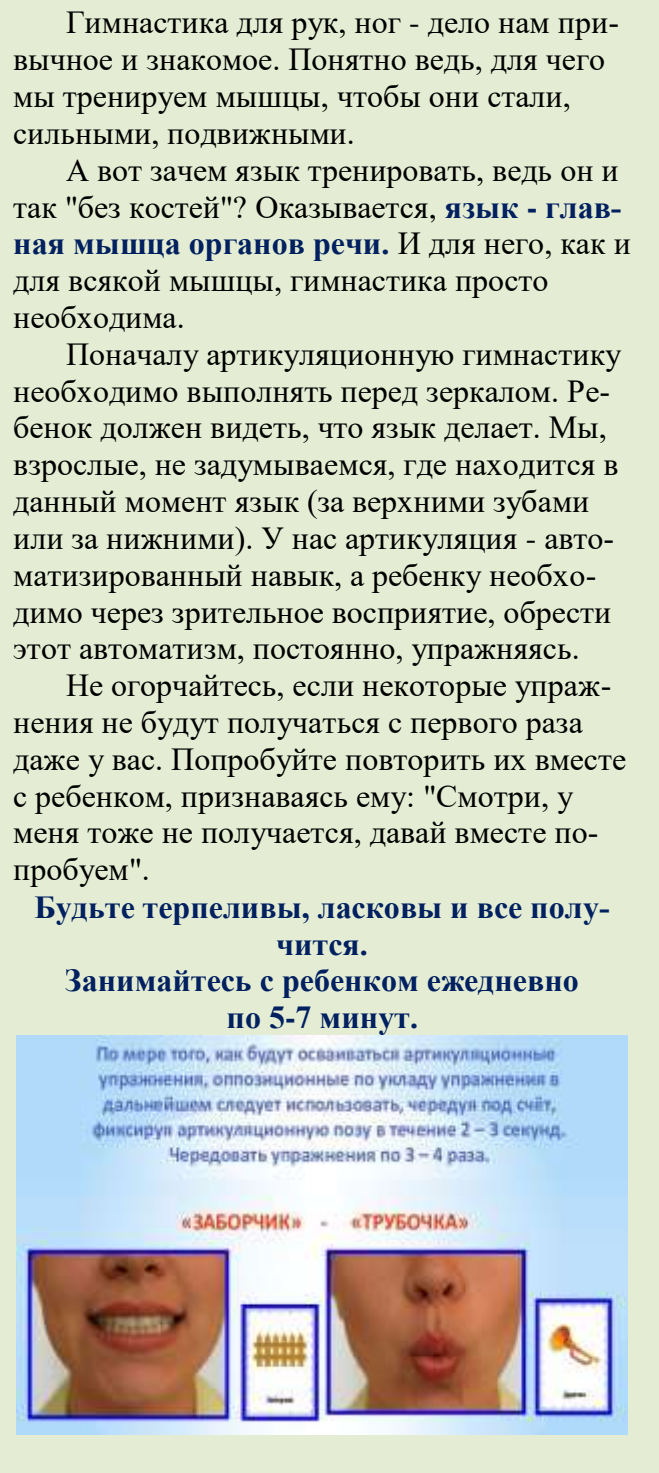 Гимнастика для рук, ног - дело нам при-
вычное и знакомое. Понятно ведь, для чего
мы тренируем мышцы, чтобы они стали,
сильными, подвижными.
А вот зачем язык тренировать, ведь он и
так "без костей"? Оказывается, язык - глав-
ная мышца органов речи. И для него, как и
для всякой мышцы, гимнастика просто
необходима.
Поначалу артикуляционную гимнастику
необходимо выполнять перед зеркалом. Ре-
бенок должен видеть, что язык делает. Мы,
взрослые, не задумываемся, где находится в
данный момент язык (за верхними зубами
или за нижними). У нас артикуляция - авто-
матизированный навык, а ребенку необхо-
димо через зрительное восприятие, обрести
этот автоматизм, постоянно, упражняясь.
Не огорчайтесь, если некоторые упраж-
нения не будут получаться с первого раза
даже у вас. Попробуйте повторить их вместе
с ребенком, признаваясь ему: "Смотри, у
меня тоже не получается, давай вместе по-
пробуем".
Будьте терпеливы, ласковы и все полу-
чится.
Занимайтесь с ребенком ежедневно
по 5-7 минут.
По мере того, как будут осваиваться артикуляционные
упражнения, оппозиционные по укладу упражнения в
дальнейшем следует использовать, чередуя под счёт,
фиксируя артикуляционную позу в течение 2 – 3 секунд.
Чередовать упражнения по 3 – 4 раза.
«ЗАБОРЧИК» - «ТРУБОЧКА»